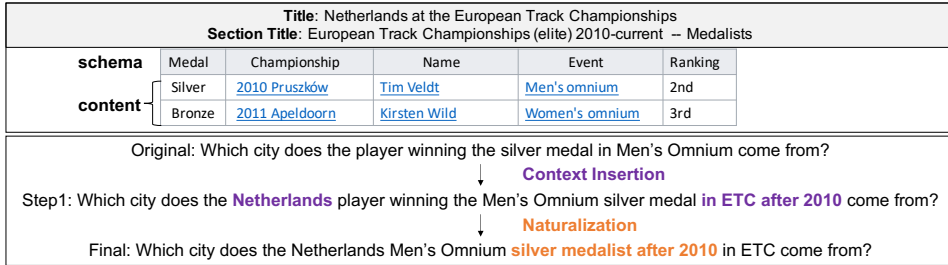 Title: Netherlands at the European Track Championships
Section Title: European Track Championships (elite) 2010-current -- Medalists
schema Medal Championship Name Event Ranking
content Silver 2010 Pruszków Tim Veldt Men's omnium 2nd
Bronze 2011 Apeldoorn Kirsten Wild Women's omnium 3rd
Original: Which city does the player winning the silver medal in Men's Omnium come from?
Context Insertion
Step1: Which city does the Netherlands player winning the Men's Omnium silver medal in ETC after 2010 come from?
Naturalization
Final: Which city does the Netherlands Men's Omnium silver medalist after 2010 in ETC come from?